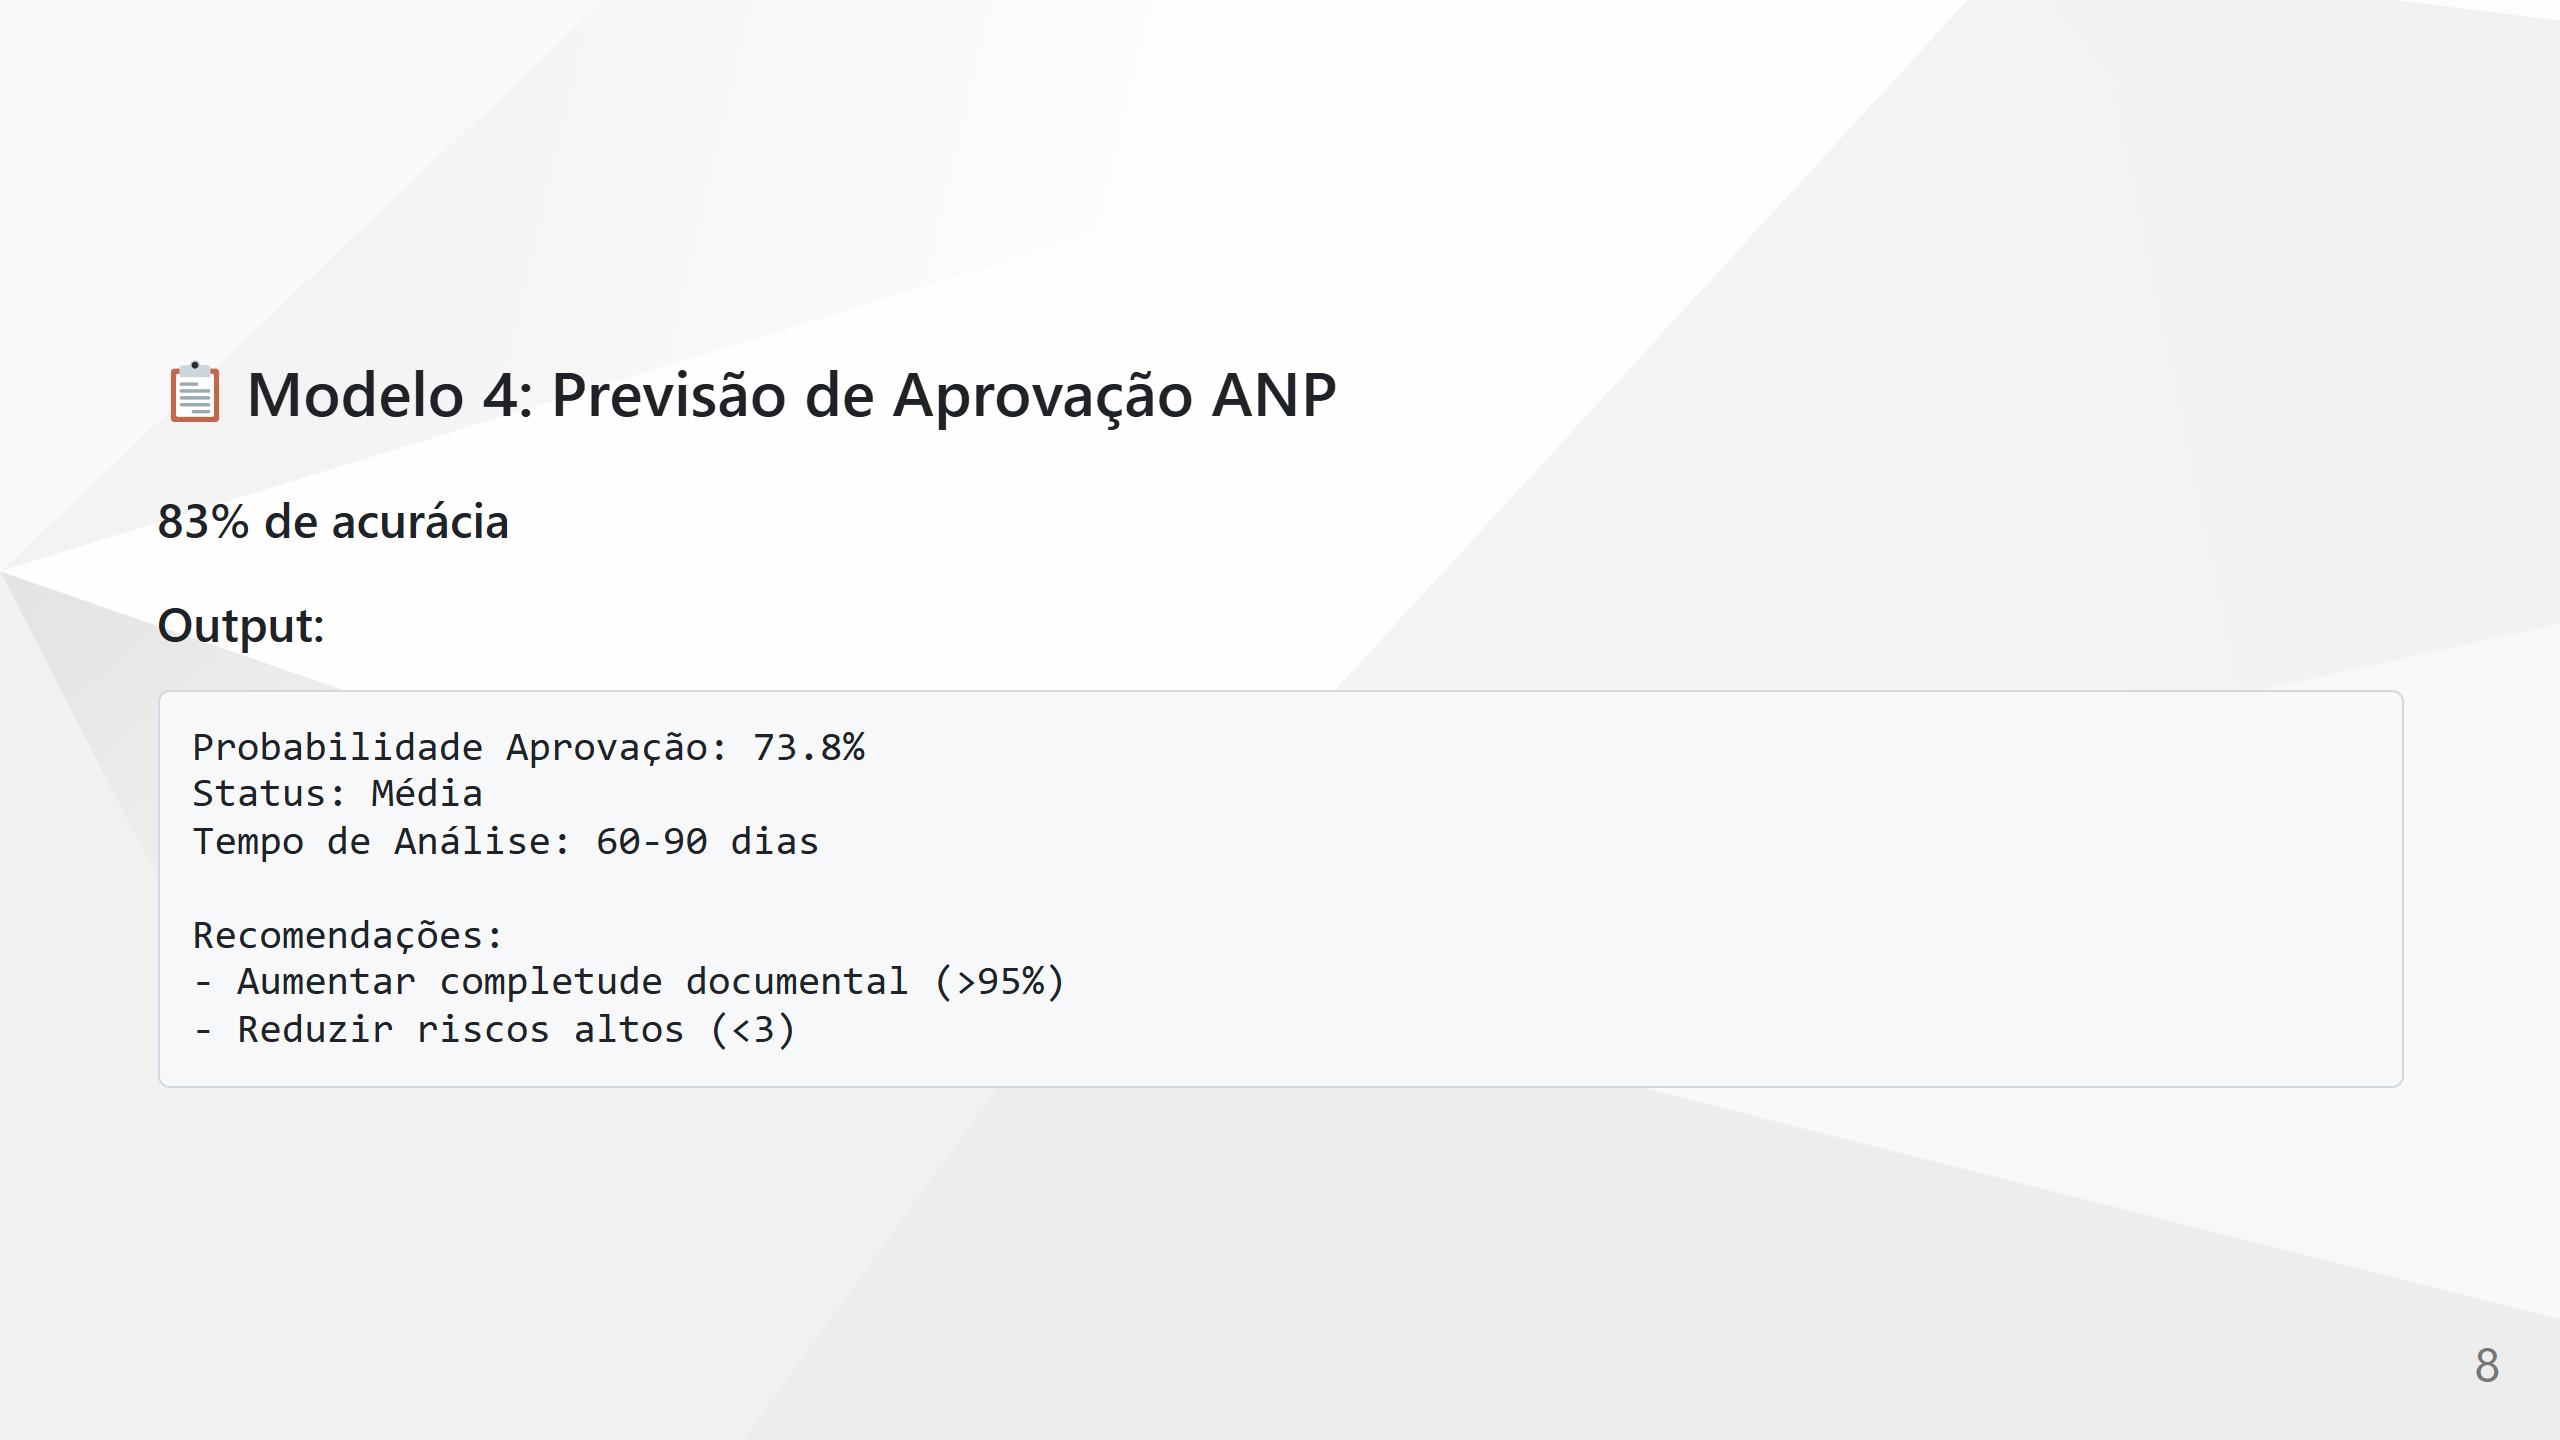 📋 Modelo 4: Previsão de Aprovação ANP
83% de acurácia
Output:
Probabilidade Aprovação: 73.8%
Status: Média
Tempo de Análise: 60-90 dias
Recomendações:
- Aumentar completude documental (>95%)
- Reduzir riscos altos (<3)
8